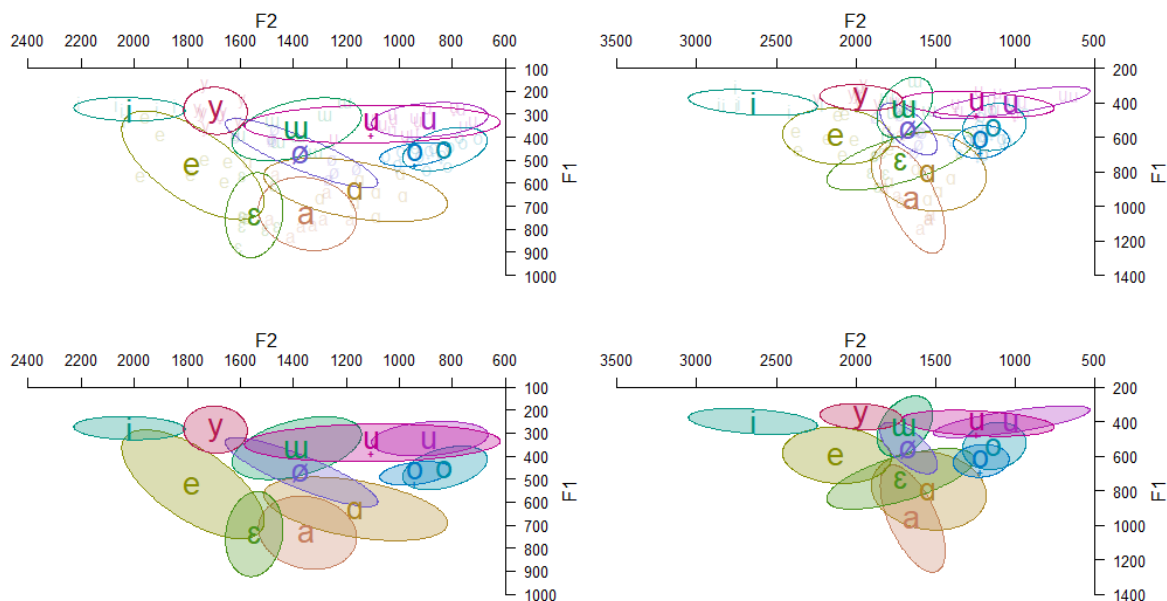 F2 F2
2400 2200 2000 1800 1600 1400 1200 1000 800 600 3500 3000 2500 2000 1500 1000 500
100 200 300 400 500 600 700 800 900 1000 F1
i y ɯ u̟ u e ø o̟ o ɑ ɛ a
200 400 600 800 1000 1200 1400 F1
i y ɯ u̟ u e ø o̟ o ɛ ɑ a
F2 F2
2400 2200 2000 1800 1600 1400 1200 1000 800 600 3500 3000 2500 2000 1500 1000 500
100 200 300 400 500 600 700 800 900 1000 F1
i y ɯ u̟ u e ø o̟ o ɑ ɛ a
200 400 600 800 1000 1200 1400 F1
i y ɯ u̟ u e ø o̟ o ɛ ɑ a